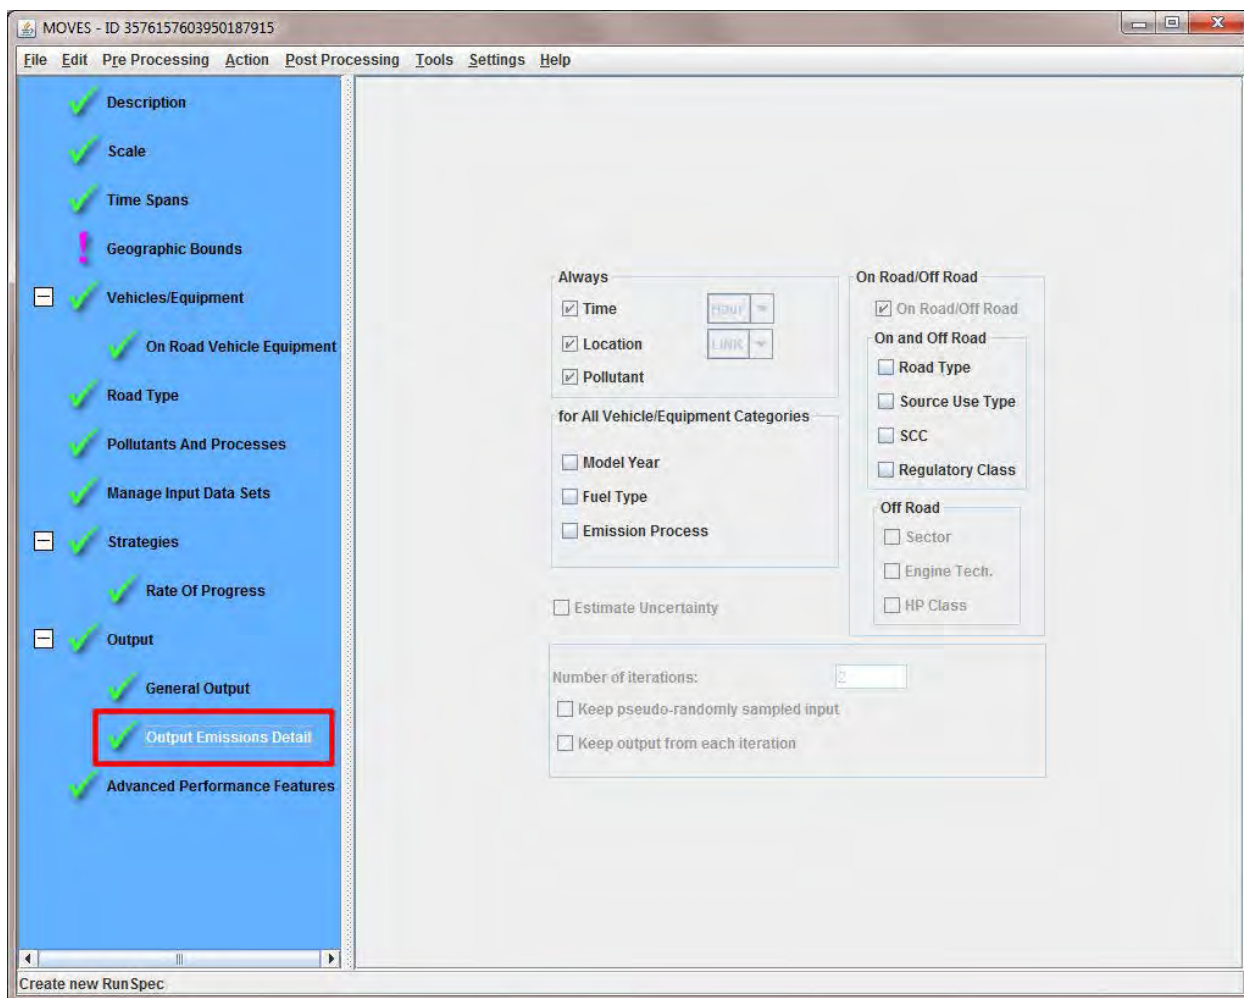 MOVES - ID 3576157603950187915
File Edit Pre Processing Action Post Processing Tools Settings Help
Description
Scale
Time Spans
Geographic Bounds
Vehicles/Equipment
On Road Vehicle Equipment
Road Type
Pollutants And Processes
Manage Input Data Sets
Strategies
Rate Of Progress
Output
General Output
Output Emissions Detail
Advanced Performance Features
Always
Time Hour
Location LINK
Pollutant
for All Vehicle/Equipment Categories
Model Year
Fuel Type
Emission Process
On Road/Off Road
On Road/Off Road
On and Off Road
Road Type
Source Use Type
SCC
Regulatory Class
Off Road
Sector
Engine Tech.
HP Class
Estimate Uncertainty
Number of iterations: 2
Keep pseudo-randomly sampled input
Keep output from each iteration
Create new RunSpec